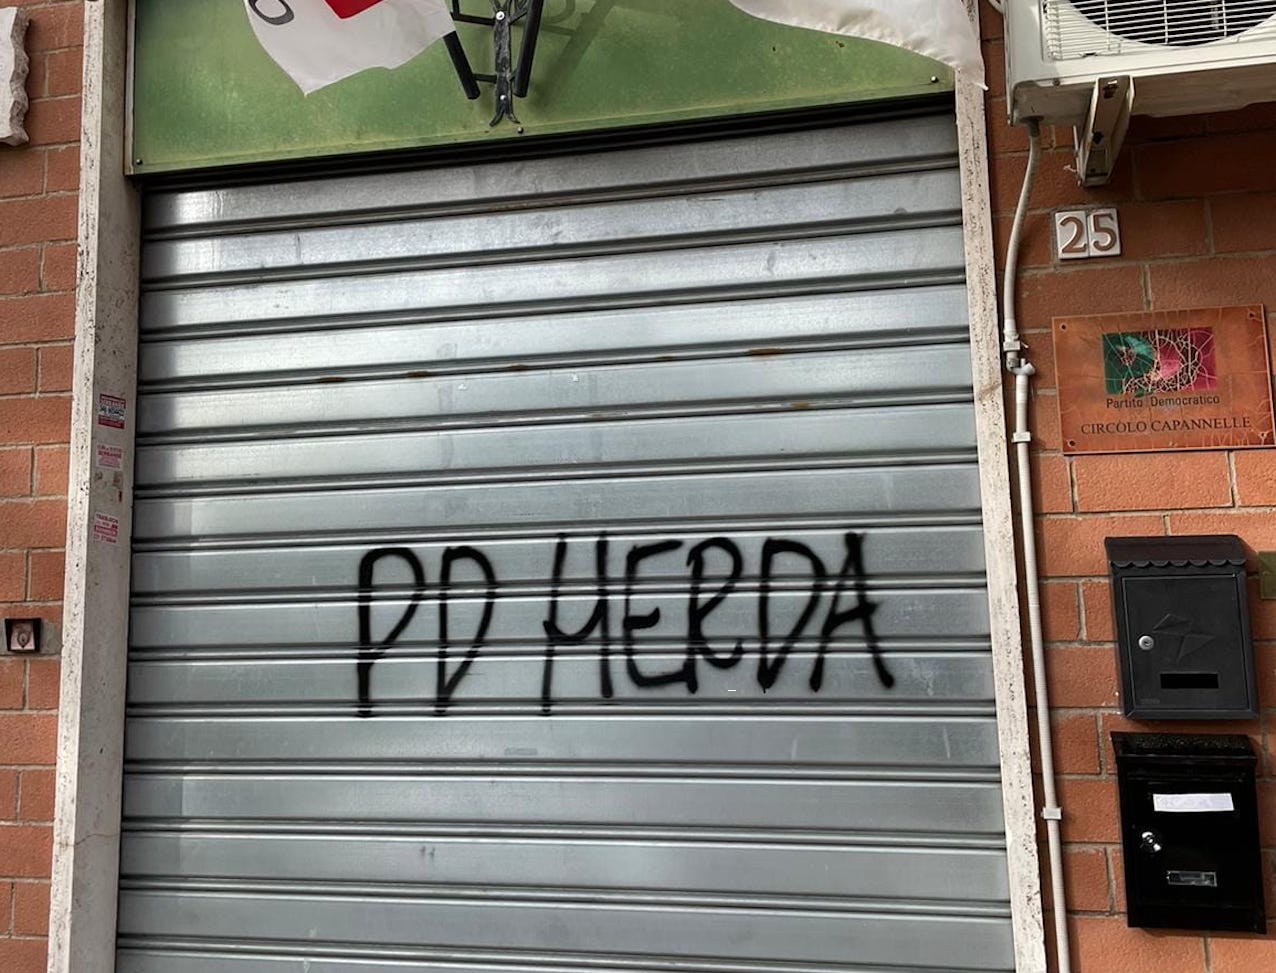 25
Partito Democratico
CIRCOLO CAPANNELLE
PD MERDA